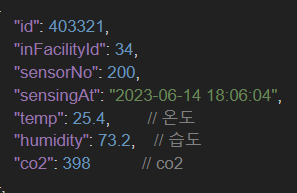 "id": 403321,
"inFacilityId": 34,
"sensorNo": 200,
"sensingAt": "2023-06-14 18:06:04",
"temp": 25.4, // 온도
"humidity": 73.2, // 습도
"co2": 398 // co2